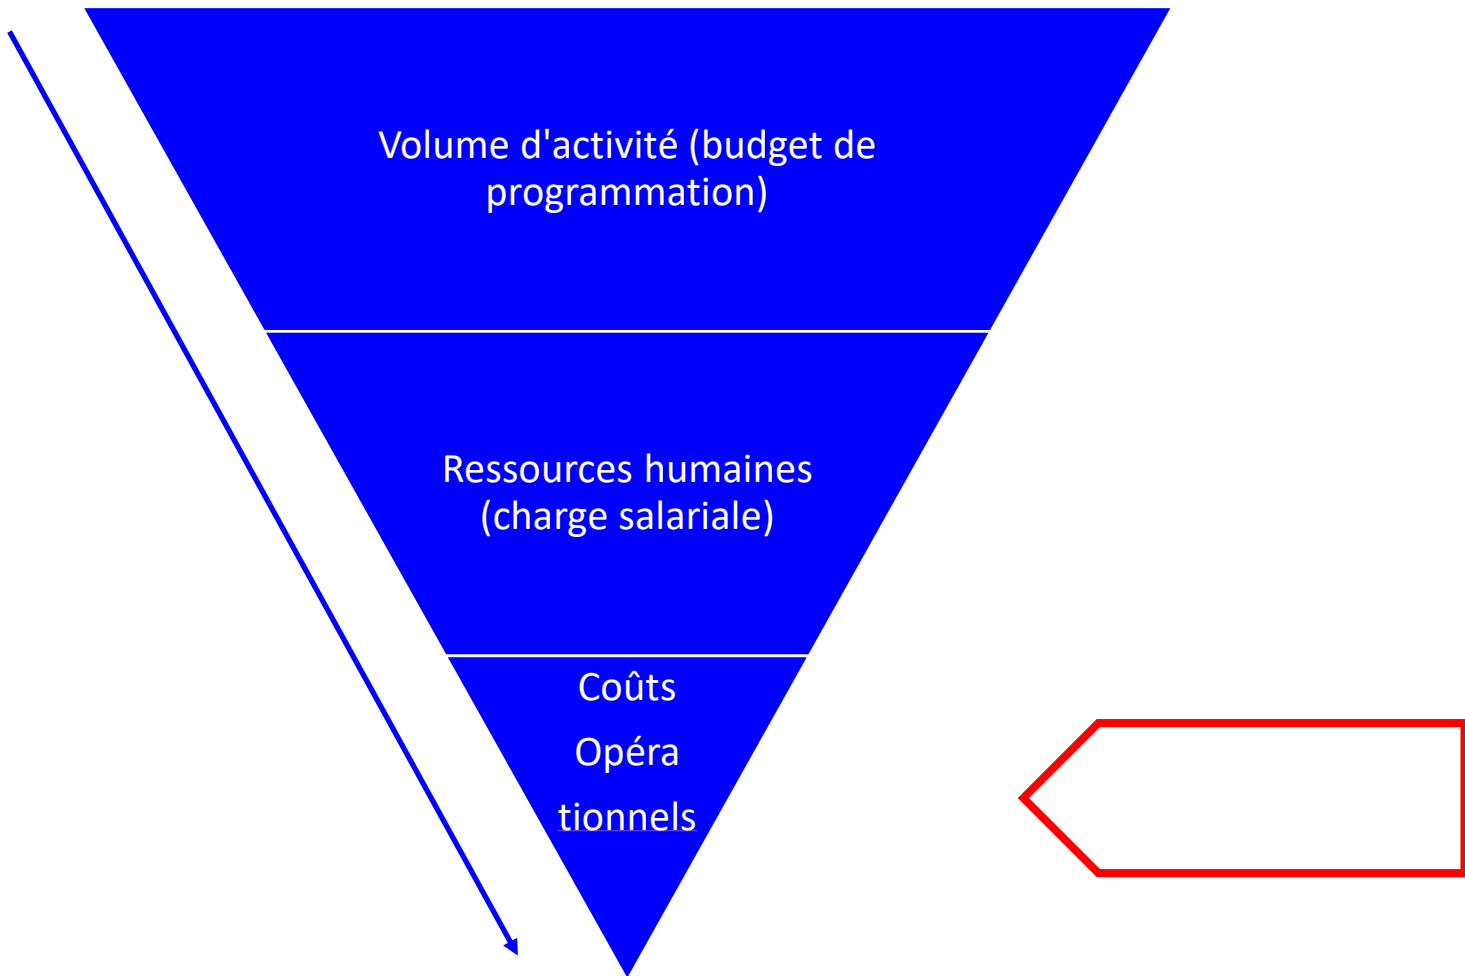 Volume d'activité (budget de
programmation)
Ressources humaines
(charge salariale)
Coûts
Opéra
tionnels